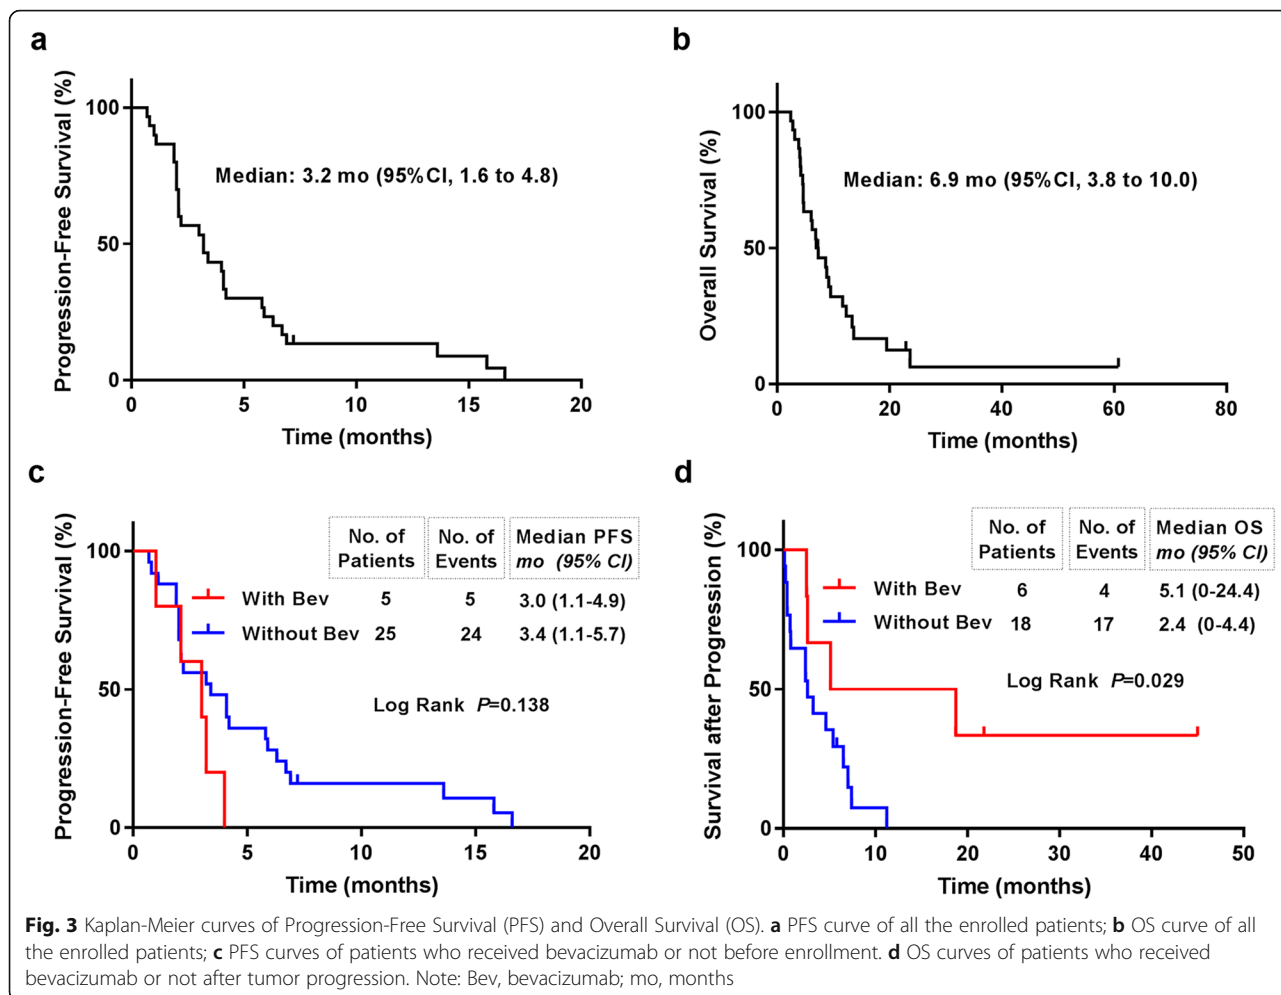 a
Progression-Free Survival (%)
100
50
0
Median: 3.2 mo (95%CI, 1.6 to 4.8)
0 5 10 15 20
Time (months)
b
Overall Survival (%)
100
50
0
Median: 6.9 mo (95%CI, 3.8 to 10.0)
0 20 40 60 80
Time (months)
c
Progression-Free Survival (%)
100
50
0
No. of No. of Median PFS
Patients Events mo (95% CI)
With Bev 5 5 3.0 (1.1-4.9)
Without Bev 25 24 3.4 (1.1-5.7)
Log Rank P=0.138
0 5 10 15 20
Time (months)
d
Survival after Progression (%)
100
50
0
No. of No. of Median OS
Patients Events mo (95% CI)
With Bev 6 4 5.1 (0-24.4)
Without Bev 18 17 2.4 (0-4.4)
Log Rank P=0.029
0 10 20 30 40 50
Time (months)
Fig. 3 Kaplan-Meier curves of Progression-Free Survival (PFS) and Overall Survival (OS). a PFS curve of all the enrolled patients; b OS curve of all
the enrolled patients; c PFS curves of patients who received bevacizumab or not before enrollment. d OS curves of patients who received
bevacizumab or not after tumor progression. Note: Bev, bevacizumab; mo, months